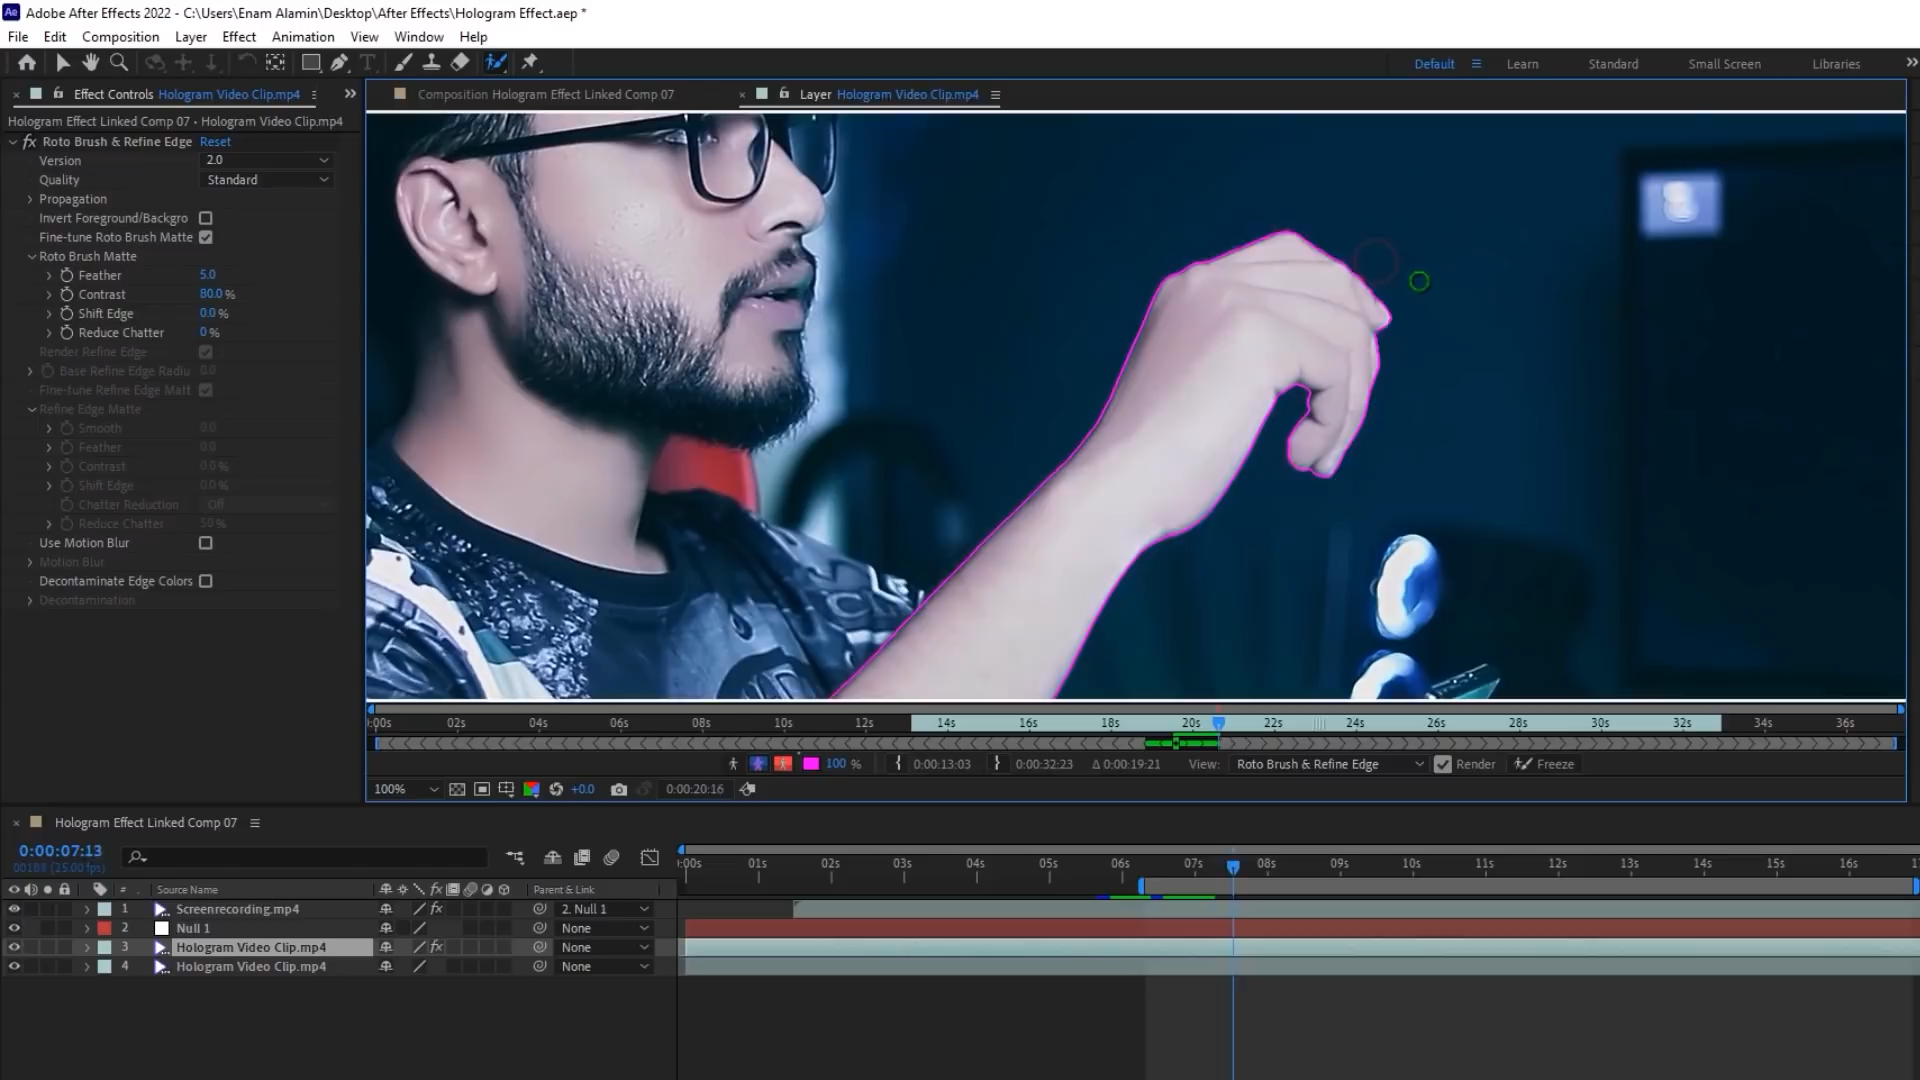 Adobe After Effects 2022 - C:\Users\Enam Alamin\Desktop\After Effects\Hologram Effect.aep *
File Edit Composition Layer Effect Animation View Window Help
Default Learn Standard Small Screen Libraries
Effect Controls Hologram Video Clip.mp4
Composition Hologram Effect Linked Comp 07
Layer Hologram Video Clip.mp4
Hologram Effect Linked Comp 07 • Hologram Video Clip.mp4
fx Roto Brush & Refine Edge Reset
Version 2.0
Quality Standard
Propagation
Invert Foreground/Backgro
Fine-tune Roto Brush Matte
Roto Brush Matte
Feather 5.0
Contrast 80.0 %
Shift Edge 0.0 %
Reduce Chatter 0 %
Render Refine Edge
Base Refine Edge Radiu 0.0
Fine-tune Refine Edge Matt
Refine Edge Matte
Smooth 0.0
Feather 0.0
Contrast 0.0 %
Shift Edge 0.0 %
Chatter Reduction Off
Reduce Chatter 50 %
Use Motion Blur
Motion Blur
Decontaminate Edge Colors
Decontamination
:00s 02s 04s 06s 08s 10s 12s 14s 16s 18s 20s 22s 24s 26s 28s 30s 32s 34s 36s
100 % 0:00:13:03 0:00:32:23 Δ 0:00:19:21 View: Roto Brush & Refine Edge Render Freeze
100% +0.0 0:00:20:16
Hologram Effect Linked Comp 07
0:00:07:13
00188 (25.00 fps)
:00s 01s 02s 03s 04s 05s 06s 07s 08s 09s 10s 11s 12s 13s 14s 15s 16s 17
# . Source Name fx Parent & Link
1 Screenrecording.mp4 fx 2. Null 1
2 Null 1 None
3 Hologram Video Clip.mp4 fx None
4 Hologram Video Clip.mp4 None